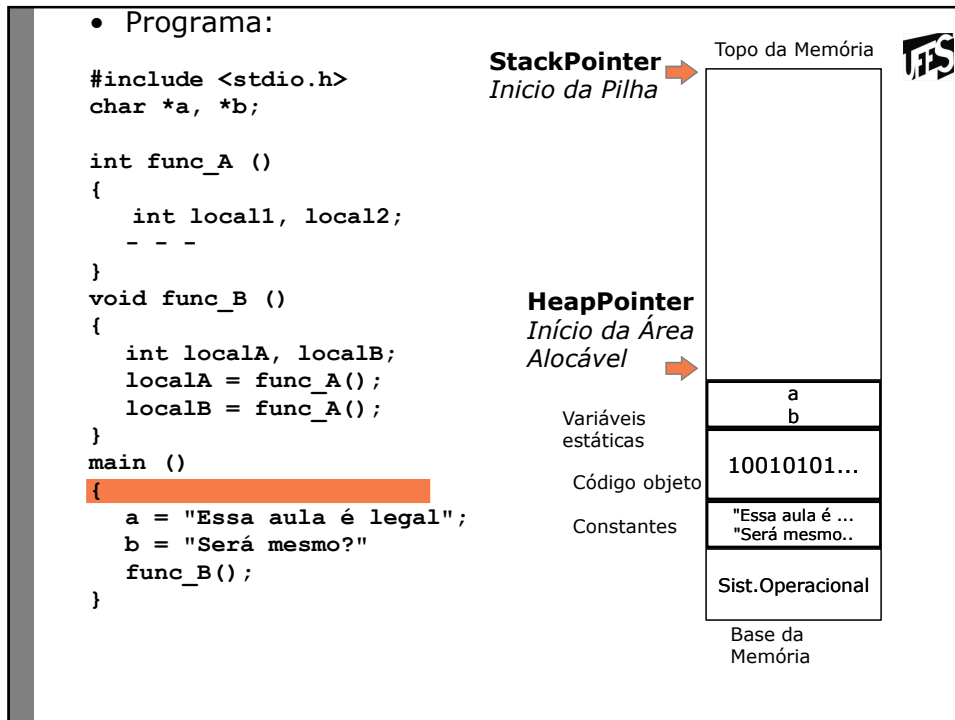 • Programa:
#include <stdio.h>
char *a, *b;
int func_A ()
{
int local1, local2;
- - -
}
void func_B ()
{
int localA, localB;
localA = func_A();
localB = func_A();
}
main ()
{
a = "Essa aula é legal";
b = "Será mesmo?"
func_B();
}
StackPointer
Inicio da Pilha
HeapPointer
Início da Área
Alocável
Variáveis
estáticas
Código objeto
Constantes
Topo da Memória
a
b
10010101...
"Essa aula é ...
"Será mesmo..
Sist.Operacional
Base da
Memória
UFES